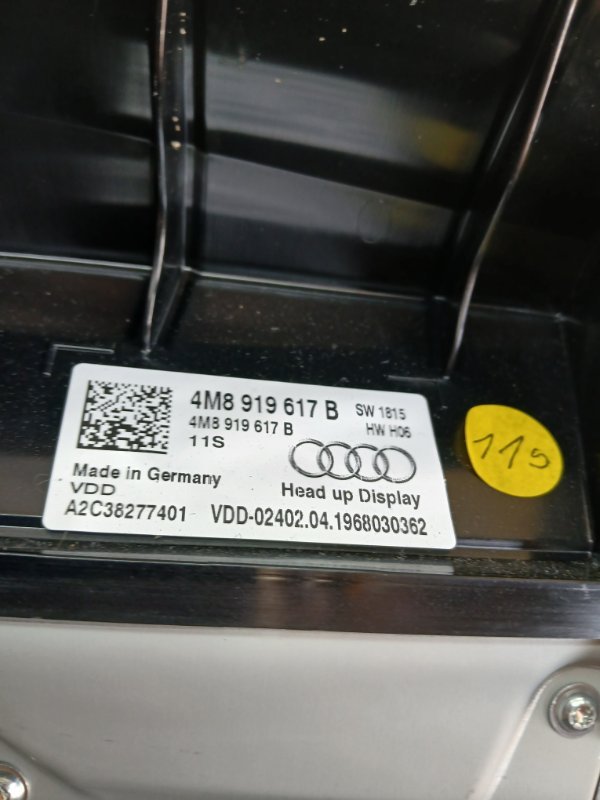 4M8 919 617 B SW 1815
4M8 919 617 B HW H06
11S
Made in Germany
VDD Head up Display
A2C38277401 VDD-02402.04.1968030362
119